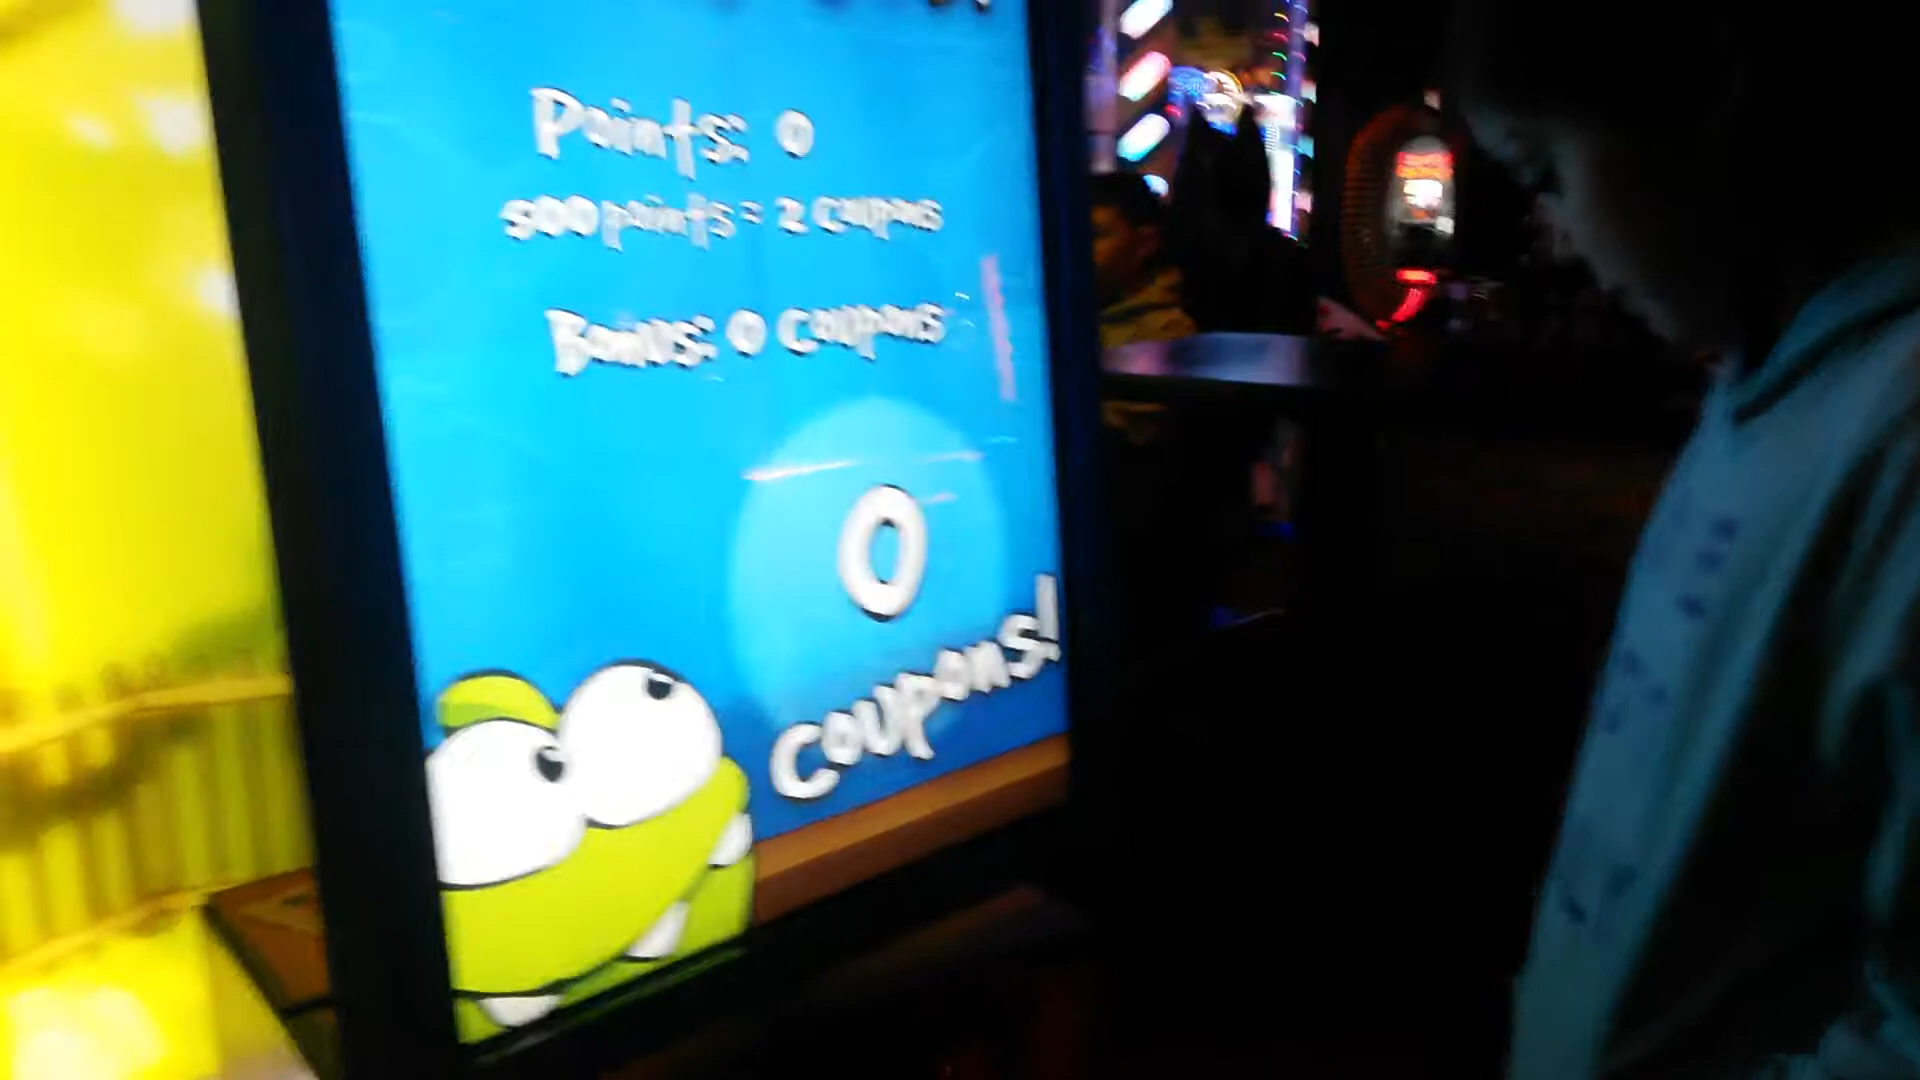 Points: 0
500 points = 2 coupons
Bonus: 0 coupons
0
coupons!